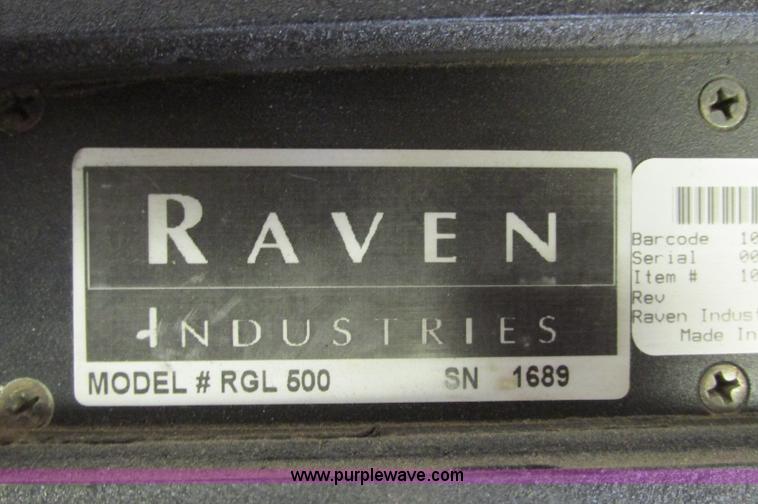 RAVEN
INDUSTRIES
MODEL # RGL 500 SN 1689
Barcode 10
Serial 00
Item # 10
Rev
Raven Indust
Made In
www.purplewave.com